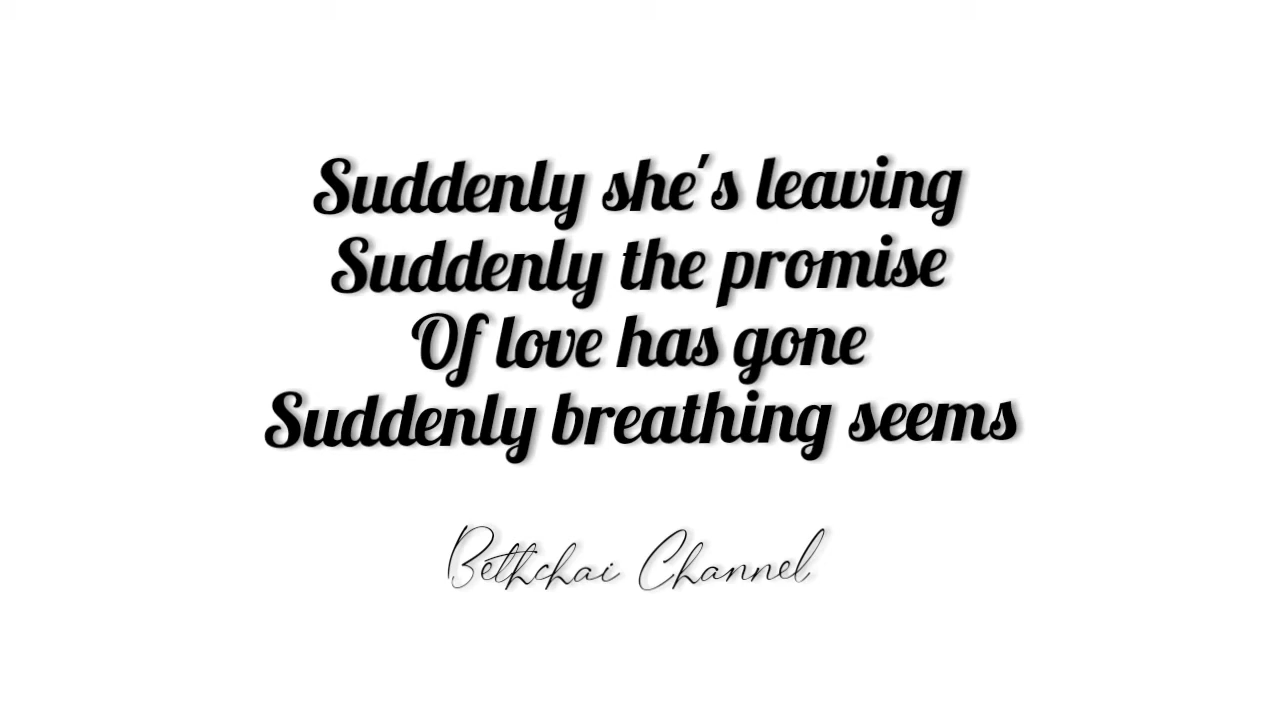 Suddenly she's leaving
Suddenly the promise
Of love has gone
Suddenly breathing seems
Bethchai Channel